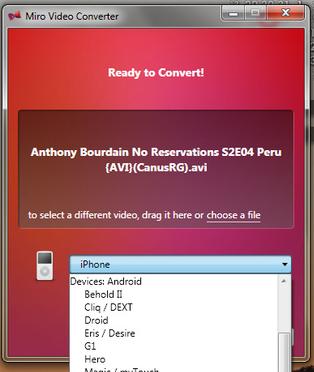 Miro Video Converter
Ready to Convert!
Anthony Bourdain No Reservations S2E04 Peru
{AVI}(CanusRG).avi
to select a different video, drag it here or choose a file
iPhone
Devices: Android
Behold II
Cliq / DEXT
Droid
Eris / Desire
G1
Hero
Magic / myTouch